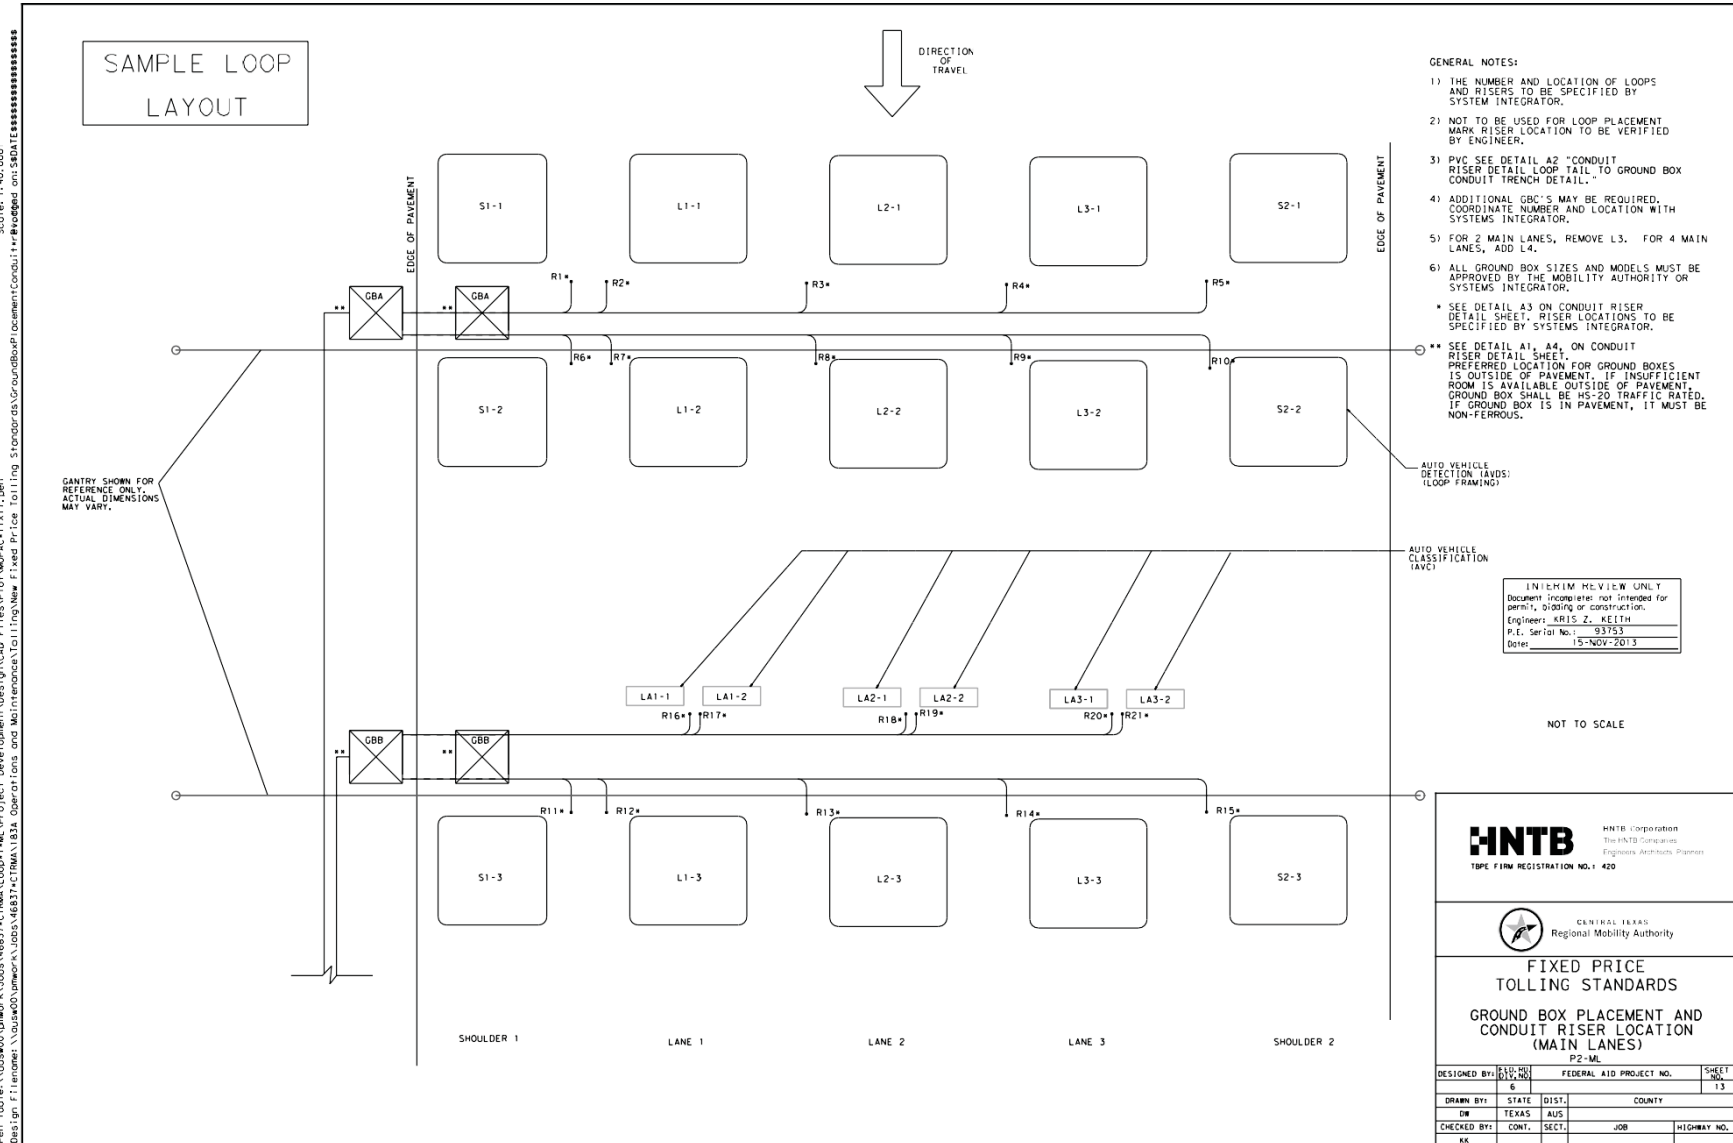 SAMPLE LOOP
LAYOUT
DIRECTION
OF
TRAVEL
EDGE OF PAVEMENT
EDGE OF PAVEMENT
S1-1
L1-1
L2-1
L3-1
S2-1
R1*
R2*
R3*
R4*
R5*
**
GBA
**
GBA
R6*
R7*
R8*
R9*
R10*
S1-2
L1-2
L2-2
L3-2
S2-2
GANTRY SHOWN FOR
REFERENCE ONLY.
ACTUAL DIMENSIONS
MAY VARY.
AUTO VEHICLE
DETECTION (AVDS)
(LOOP FRAMING)
AUTO VEHICLE
CLASSIFICATION
(AVC)
LA1-1
LA1-2
LA2-1
LA2-2
LA3-1
LA3-2
R16*
R17*
R18*
R19*
R20*
R21*
**
GBB
**
GBB
R11*
R12*
R13*
R14*
R15*
S1-3
L1-3
L2-3
L3-3
S2-3
SHOULDER 1
LANE 1
LANE 2
LANE 3
SHOULDER 2
GENERAL NOTES:
1) THE NUMBER AND LOCATION OF LOOPS
AND RISERS TO BE SPECIFIED BY
SYSTEM INTEGRATOR.
2) NOT TO BE USED FOR LOOP PLACEMENT
MARK RISER LOCATION TO BE VERIFIED
BY ENGINEER.
3) PVC SEE DETAIL A2 "CONDUIT
RISER DETAIL LOOP TAIL TO GROUND BOX
CONDUIT TRENCH DETAIL."
4) ADDITIONAL GBC'S MAY BE REQUIRED.
COORDINATE NUMBER AND LOCATION WITH
SYSTEMS INTEGRATOR.
5) FOR 2 MAIN LANES, REMOVE L3. FOR 4 MAIN
LANES, ADD L4.
6) ALL GROUND BOX SIZES AND MODELS MUST BE
APPROVED BY THE MOBILITY AUTHORITY OR
SYSTEMS INTEGRATOR.
* SEE DETAIL A3 ON CONDUIT RISER
DETAIL SHEET. RISER LOCATIONS TO BE
SPECIFIED BY SYSTEMS INTEGRATOR.
** SEE DETAIL A1, A4, ON CONDUIT
RISER DETAIL SHEET.
PREFERRED LOCATION FOR GROUND BOXES
IS OUTSIDE OF PAVEMENT. IF INSUFFICIENT
ROOM IS AVAILABLE OUTSIDE OF PAVEMENT,
GROUND BOX SHALL BE HS-20 TRAFFIC RATED.
IF GROUND BOX IS IN PAVEMENT, IT MUST BE
NON-FERROUS.
INTERIM REVIEW ONLY
Document incomplete: not intended for
permit, bidding or construction.
Engineer: KRIS Z. KEITH
P.E. Serial No.: 93753
Date: 15-NOV-2013
NOT TO SCALE
HNTB
HNTB Corporation
The HNTB Companies
Engineers Architects Planners
TBPE FIRM REGISTRATION NO.: 420
CENTRAL TEXAS
Regional Mobility Authority
FIXED PRICE
TOLLING STANDARDS
GROUND BOX PLACEMENT AND
CONDUIT RISER LOCATION
(MAIN LANES)
P2-ML
DESIGNED BY: FED.RD. DIV.NO. FEDERAL AID PROJECT NO. SHEET NO.
6 13
DRAWN BY: STATE DIST. COUNTY
DW TEXAS AUS
CHECKED BY: CONT. SECT. JOB HIGHWAY NO.
KK